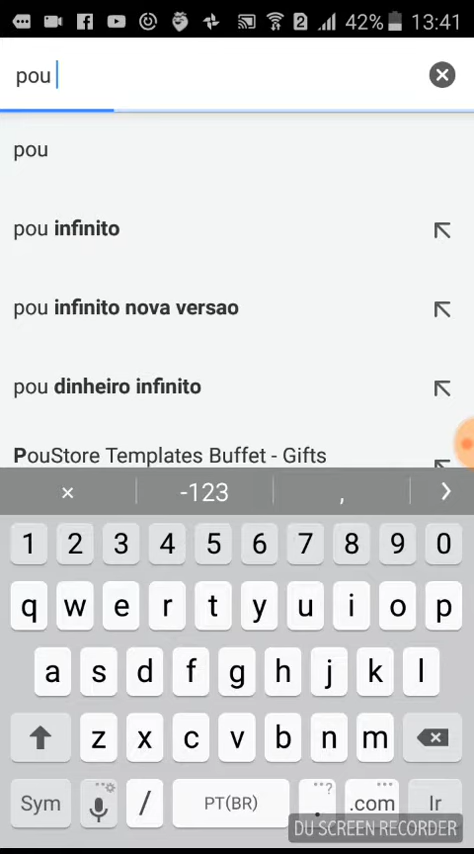 42% 13:41
pou
pou
pou infinito
pou infinito nova versao
pou dinheiro infinito
PouStore Templates Buffet - Gifts
× -123 , >
1 2 3 4 5 6 7 8 9 0
q w e r t y u i o p
a s d f g h j k l
z x c v b n m
Sym / PT(BR) . .com Ir
DU SCREEN RECORDER